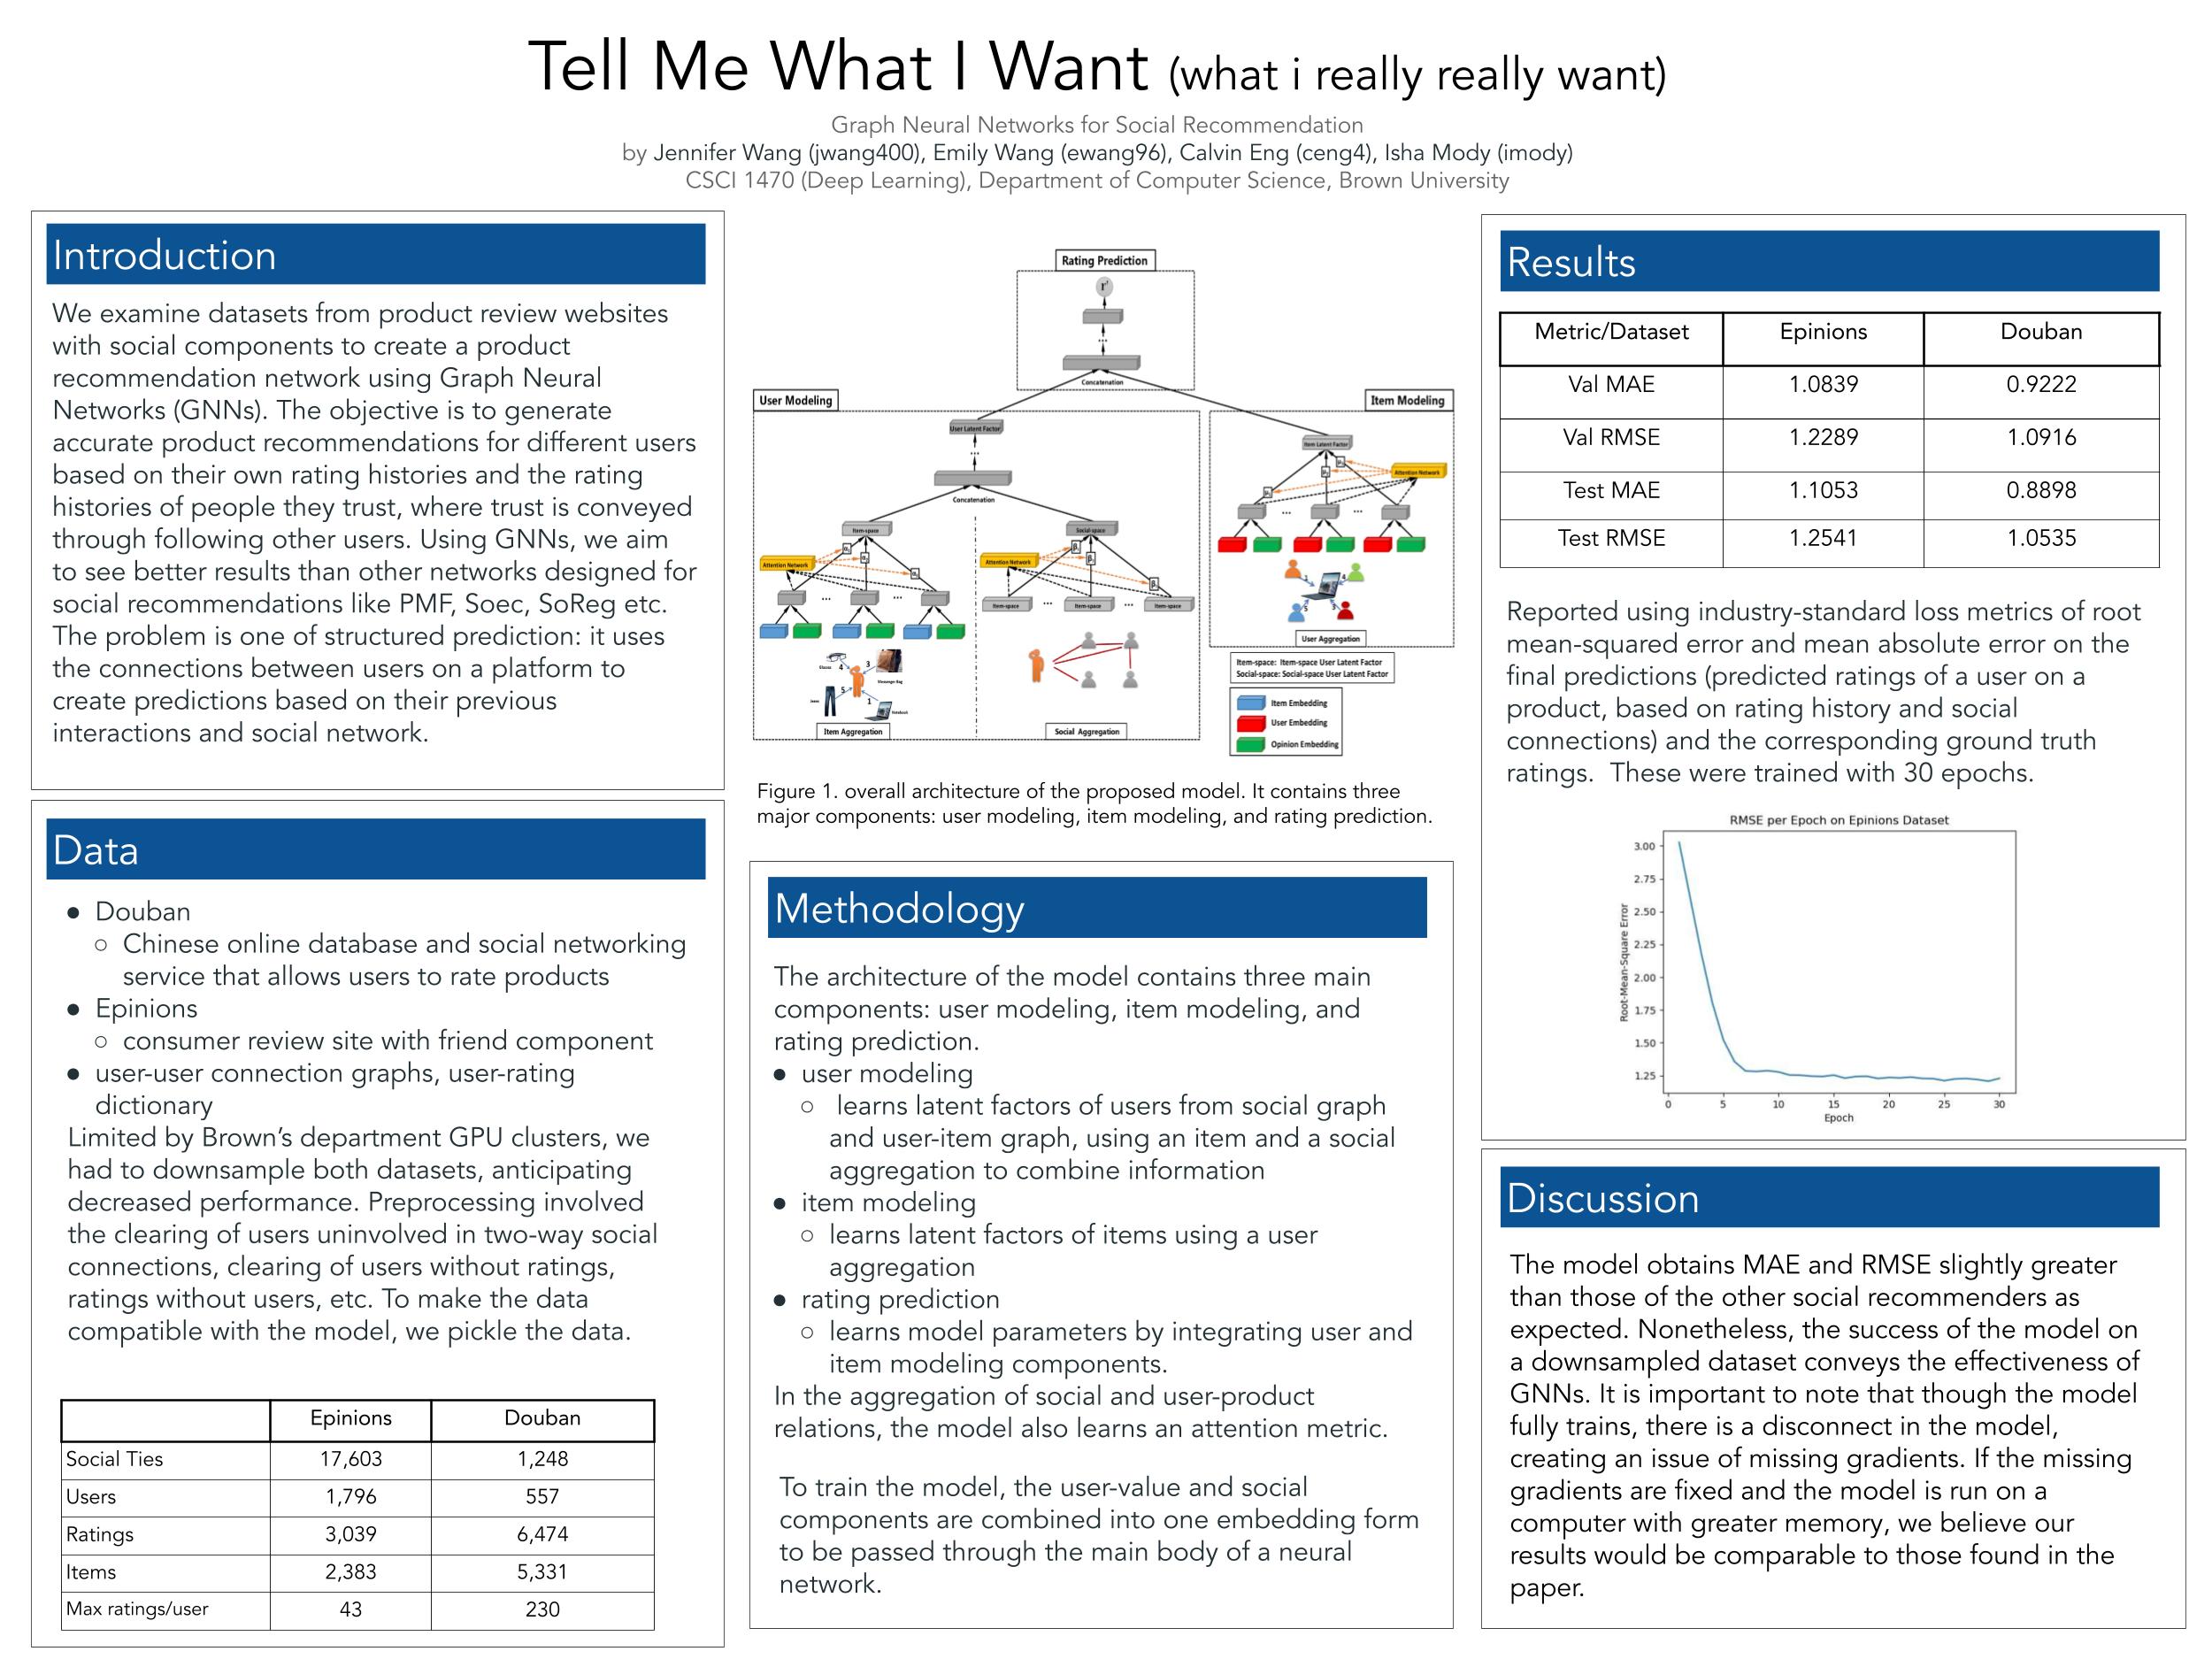 Tell Me What I Want (what i really really want)
Graph Neural Networks for Social Recommendation
by Jennifer Wang (jwang400), Emily Wang (ewang96), Calvin Eng (ceng4), Isha Mody (imody)
CSCI 1470 (Deep Learning), Department of Computer Science, Brown University
Introduction
We examine datasets from product review websites
with social components to create a product
recommendation network using Graph Neural
Networks (GNNs). The objective is to generate
accurate product recommendations for different users
based on their own rating histories and the rating
histories of people they trust, where trust is conveyed
through following other users. Using GNNs, we aim
to see better results than other networks designed for
social recommendations like PMF, Soec, SoReg etc.
The problem is one of structured prediction: it uses
the connections between users on a platform to
create predictions based on their previous
interactions and social network.
Data
● Douban
○ Chinese online database and social networking
service that allows users to rate products
● Epinions
○ consumer review site with friend component
● user-user connection graphs, user-rating
dictionary
Limited by Brown's department GPU clusters, we
had to downsample both datasets, anticipating
decreased performance. Preprocessing involved
the clearing of users uninvolved in two-way social
connections, clearing of users without ratings,
ratings without users, etc. To make the data
compatible with the model, we pickle the data.
Epinions Douban
Social Ties 17,603 1,248
Users 1,796 557
Ratings 3,039 6,474
Items 2,383 5,331
Max ratings/user 43 230
Rating Prediction
r'
...
Concatenation
User Modeling
Item Modeling
User Latent Factor
...
Concatenation
Item Latent Factor
Attention Network
... ...
Item-space
Social-space
Attention Network
Attention Network
... ...
Item-space ... Item-space ... Item-space
Glasses 4 3 Messenger Bag
Jeans 5 1 Notebook
Item Aggregation
Social Aggregation
User Aggregation
Item-space: Item-space User Latent Factor
Social-space: Social-space User Latent Factor
Item Embedding
User Embedding
Opinion Embedding
Figure 1. overall architecture of the proposed model. It contains three
major components: user modeling, item modeling, and rating prediction.
Methodology
The architecture of the model contains three main
components: user modeling, item modeling, and
rating prediction.
● user modeling
○ learns latent factors of users from social graph
and user-item graph, using an item and a social
aggregation to combine information
● item modeling
○ learns latent factors of items using a user
aggregation
● rating prediction
○ learns model parameters by integrating user and
item modeling components.
In the aggregation of social and user-product
relations, the model also learns an attention metric.
To train the model, the user-value and social
components are combined into one embedding form
to be passed through the main body of a neural
network.
Results
Metric/Dataset Epinions Douban
Val MAE 1.0839 0.9222
Val RMSE 1.2289 1.0916
Test MAE 1.1053 0.8898
Test RMSE 1.2541 1.0535
Reported using industry-standard loss metrics of root
mean-squared error and mean absolute error on the
final predictions (predicted ratings of a user on a
product, based on rating history and social
connections) and the corresponding ground truth
ratings. These were trained with 30 epochs.
RMSE per Epoch on Epinions Dataset
Root-Mean-Square Error
3.00
2.75
2.50
2.25
2.00
1.75
1.50
1.25
0 5 10 15 20 25 30
Epoch
Discussion
The model obtains MAE and RMSE slightly greater
than those of the other social recommenders as
expected. Nonetheless, the success of the model on
a downsampled dataset conveys the effectiveness of
GNNs. It is important to note that though the model
fully trains, there is a disconnect in the model,
creating an issue of missing gradients. If the missing
gradients are fixed and the model is run on a
computer with greater memory, we believe our
results would be comparable to those found in the
paper.